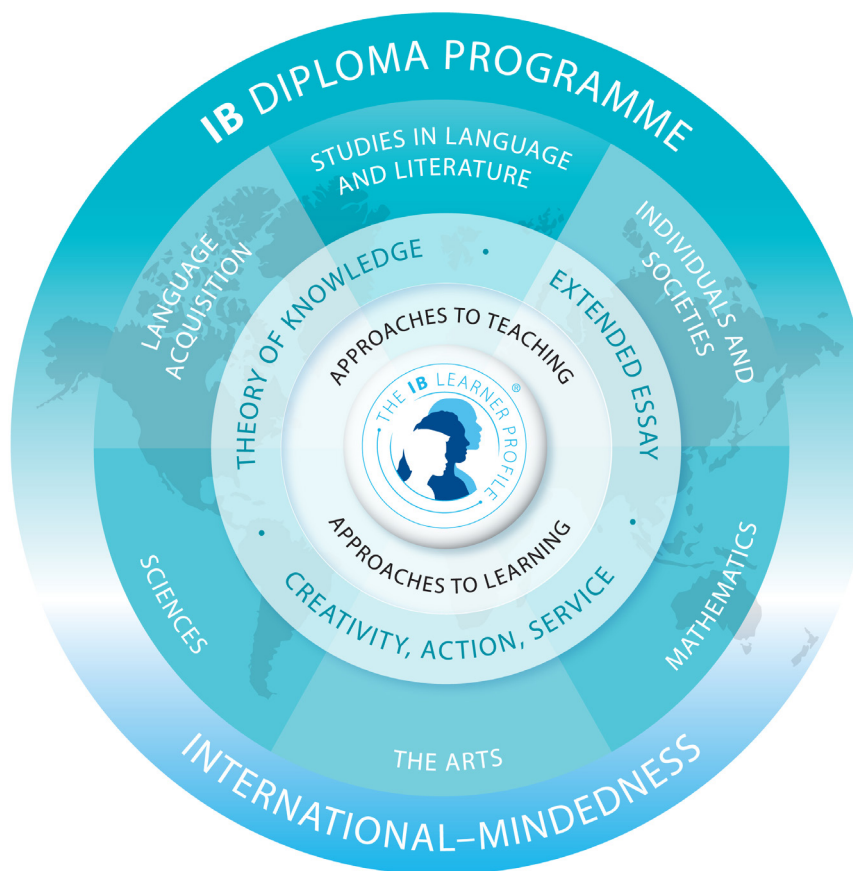 IB DIPLOMA PROGRAMME
STUDIES IN LANGUAGE
AND LITERATURE
LANGUAGE
ACQUISITION
INDIVIDUALS AND
SOCIETIES
THEORY OF KNOWLEDGE
•
EXTENDED ESSAY
APPROACHES TO TEACHING
• THE IB LEARNER PROFILE •
®
APPROACHES TO LEARNING
•
•
CREATIVITY, ACTION, SERVICE
SCIENCES
MATHEMATICS
THE ARTS
INTERNATIONAL–MINDEDNESS